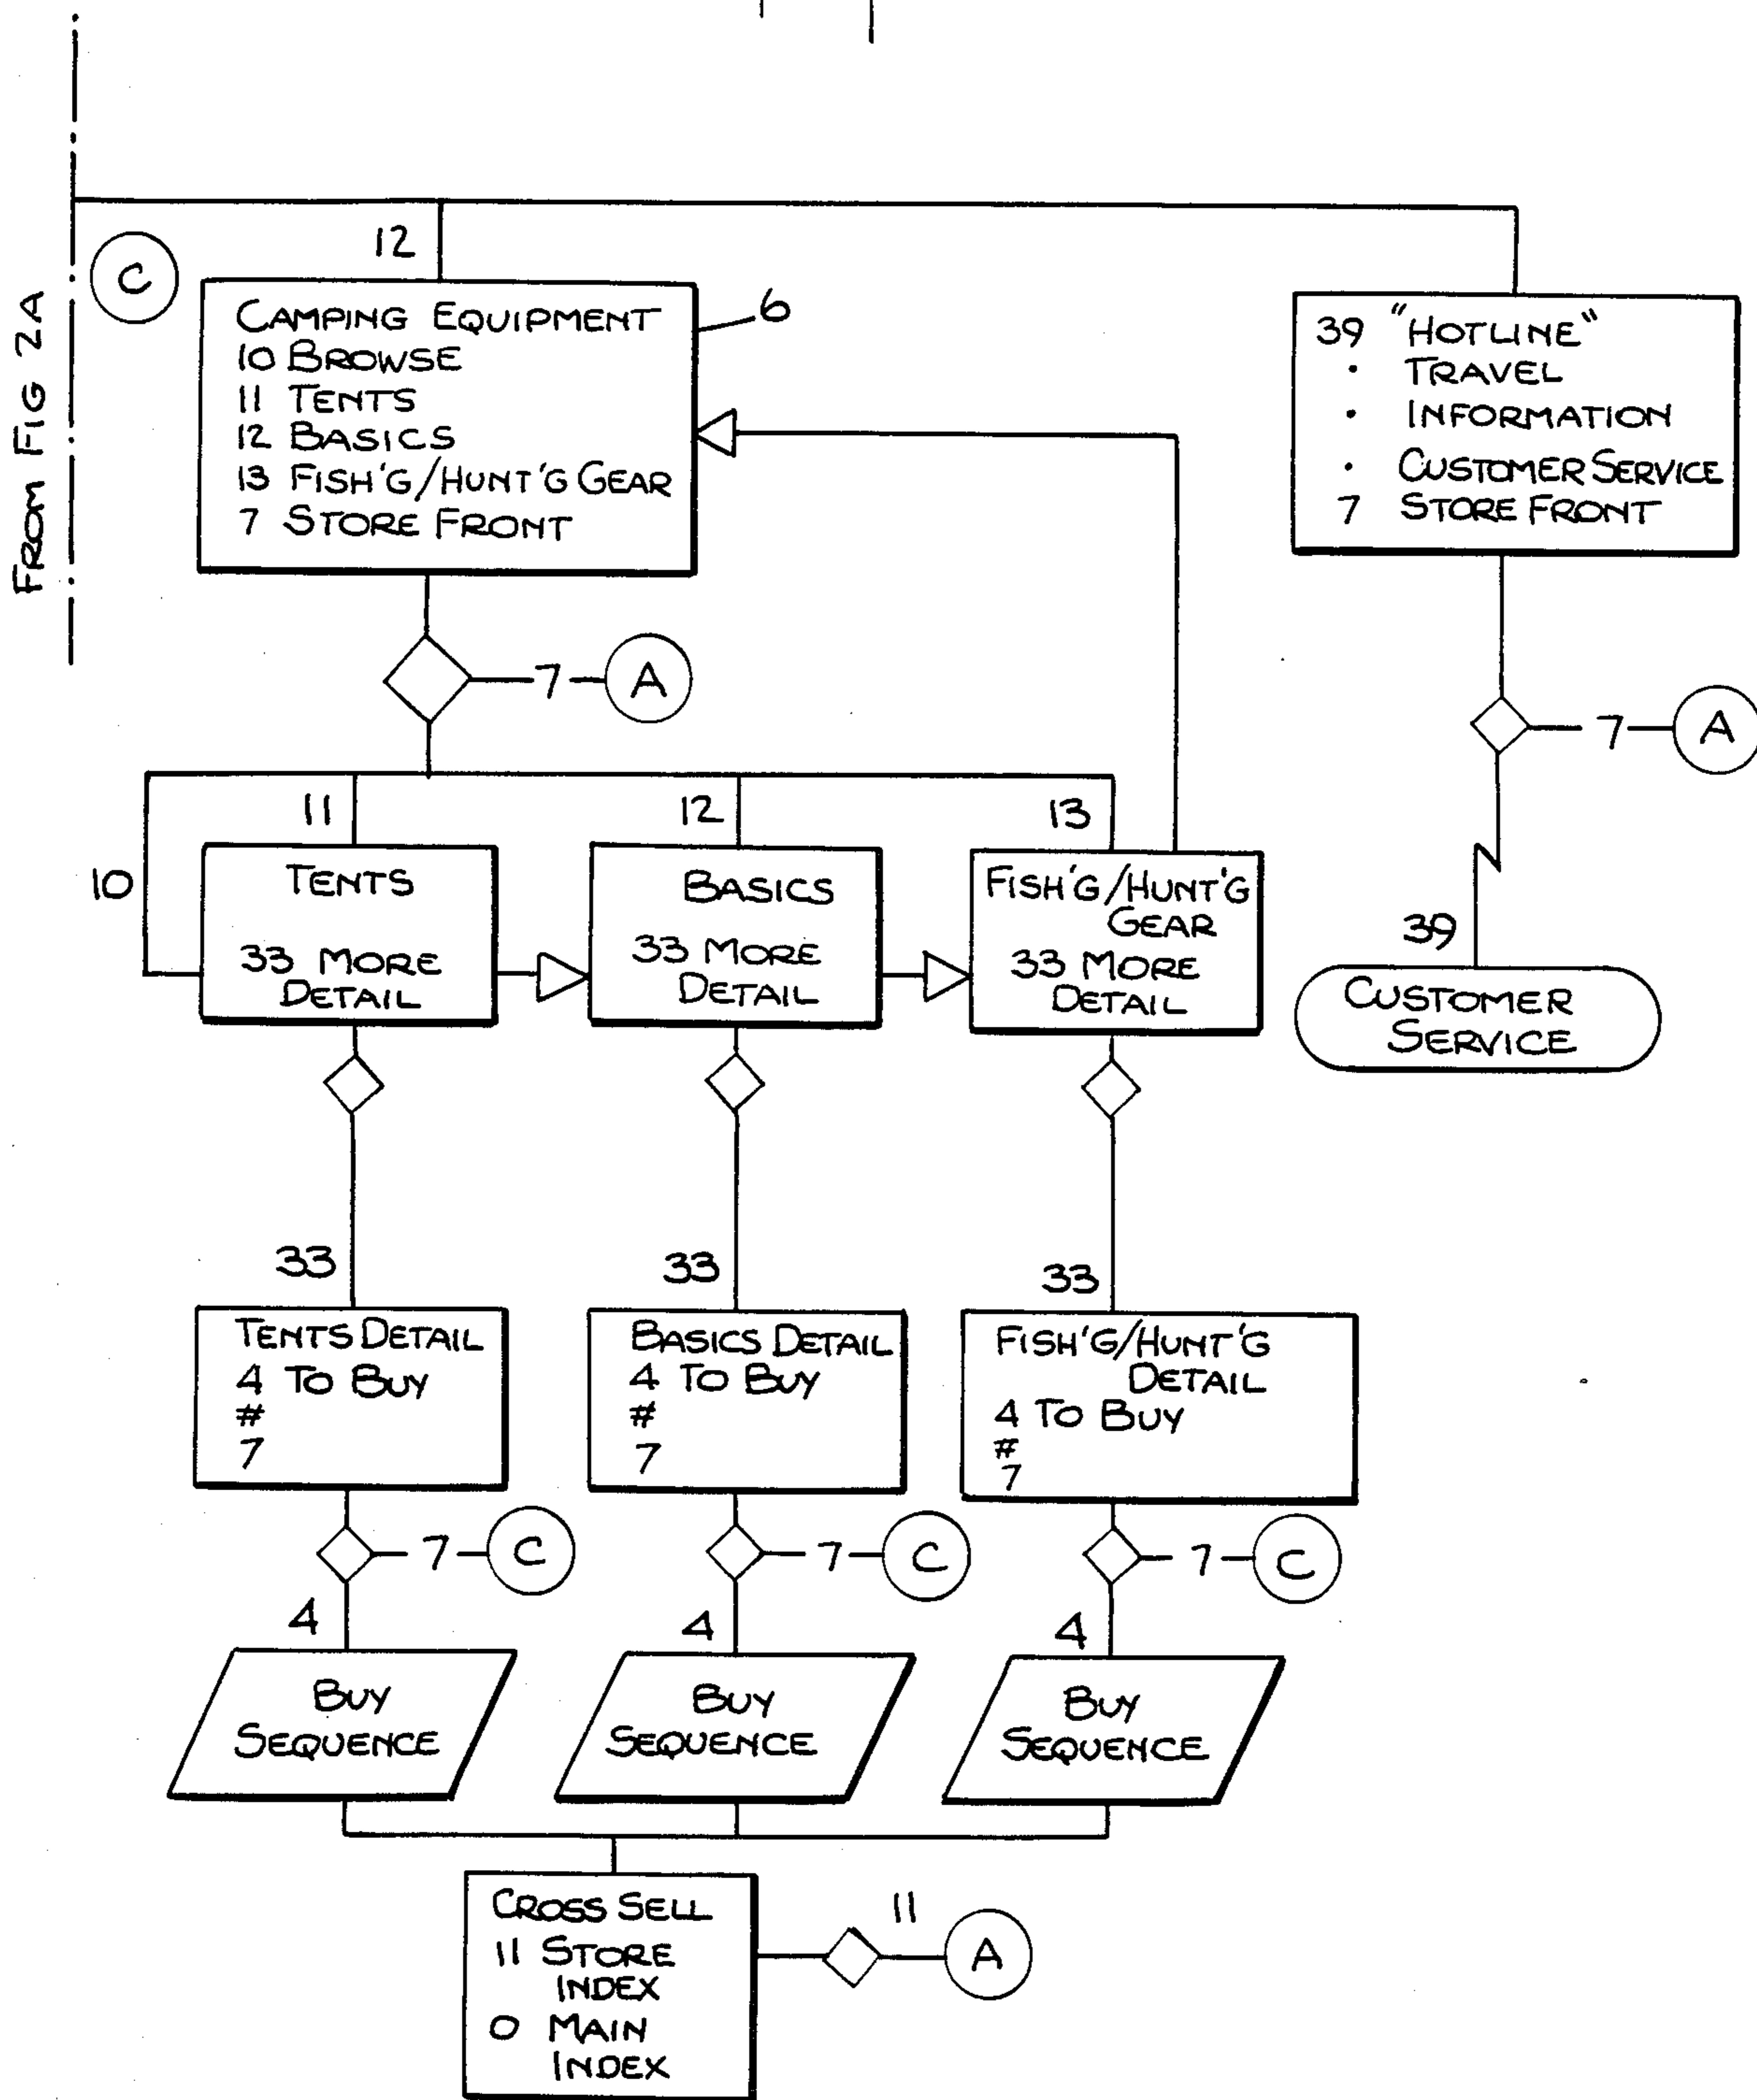 FROM FIG 2A
C
12
CAMPING EQUIPMENT
10 BROWSE
11 TENTS
12 BASICS
13 FISH'G/HUNT'G GEAR
7 STORE FRONT
6
39 "HOTLINE"
· TRAVEL
· INFORMATION
· CUSTOMER SERVICE
7 STORE FRONT
7
A
7
A
10
11
12
13
TENTS
33 MORE
DETAIL
BASICS
33 MORE
DETAIL
FISH'G/HUNT'G
GEAR
33 MORE
DETAIL
39
CUSTOMER
SERVICE
33
33
33
TENTS DETAIL
4 TO BUY
#
7
BASICS DETAIL
4 TO BUY
#
7
FISH'G/HUNT'G
DETAIL
4 TO BUY
#
7
7
C
7
C
7
C
4
4
4
BUY
SEQUENCE
BUY
SEQUENCE
BUY
SEQUENCE
CROSS SELL
11 STORE
INDEX
0 MAIN
INDEX
11
A